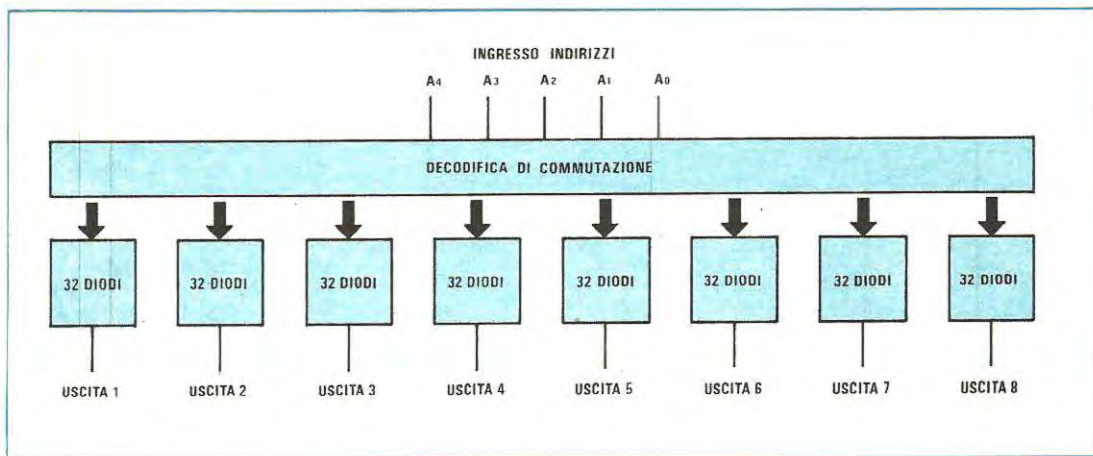 INGRESSO INDIRIZZI
A4 A3 A2 A1 A0
DECODIFICA DI COMMUTAZIONE
32 DIODI 32 DIODI 32 DIODI 32 DIODI 32 DIODI 32 DIODI 32 DIODI 32 DIODI
USCITA 1 USCITA 2 USCITA 3 USCITA 4 USCITA 5 USCITA 6 USCITA 7 USCITA 8